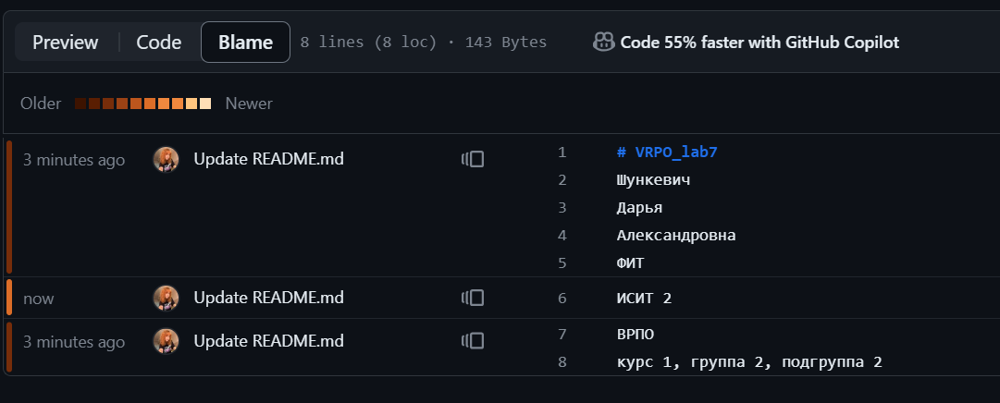 Preview Code Blame 8 lines (8 loc) · 143 Bytes Code 55% faster with GitHub Copilot
Older Newer
3 minutes ago Update README.md 1 # VRPO_lab7
2 Шункевич
3 Дарья
4 Александровна
5 ФИТ
now Update README.md 6 ИСИТ 2
3 minutes ago Update README.md 7 ВРПО
8 курс 1, группа 2, подгруппа 2